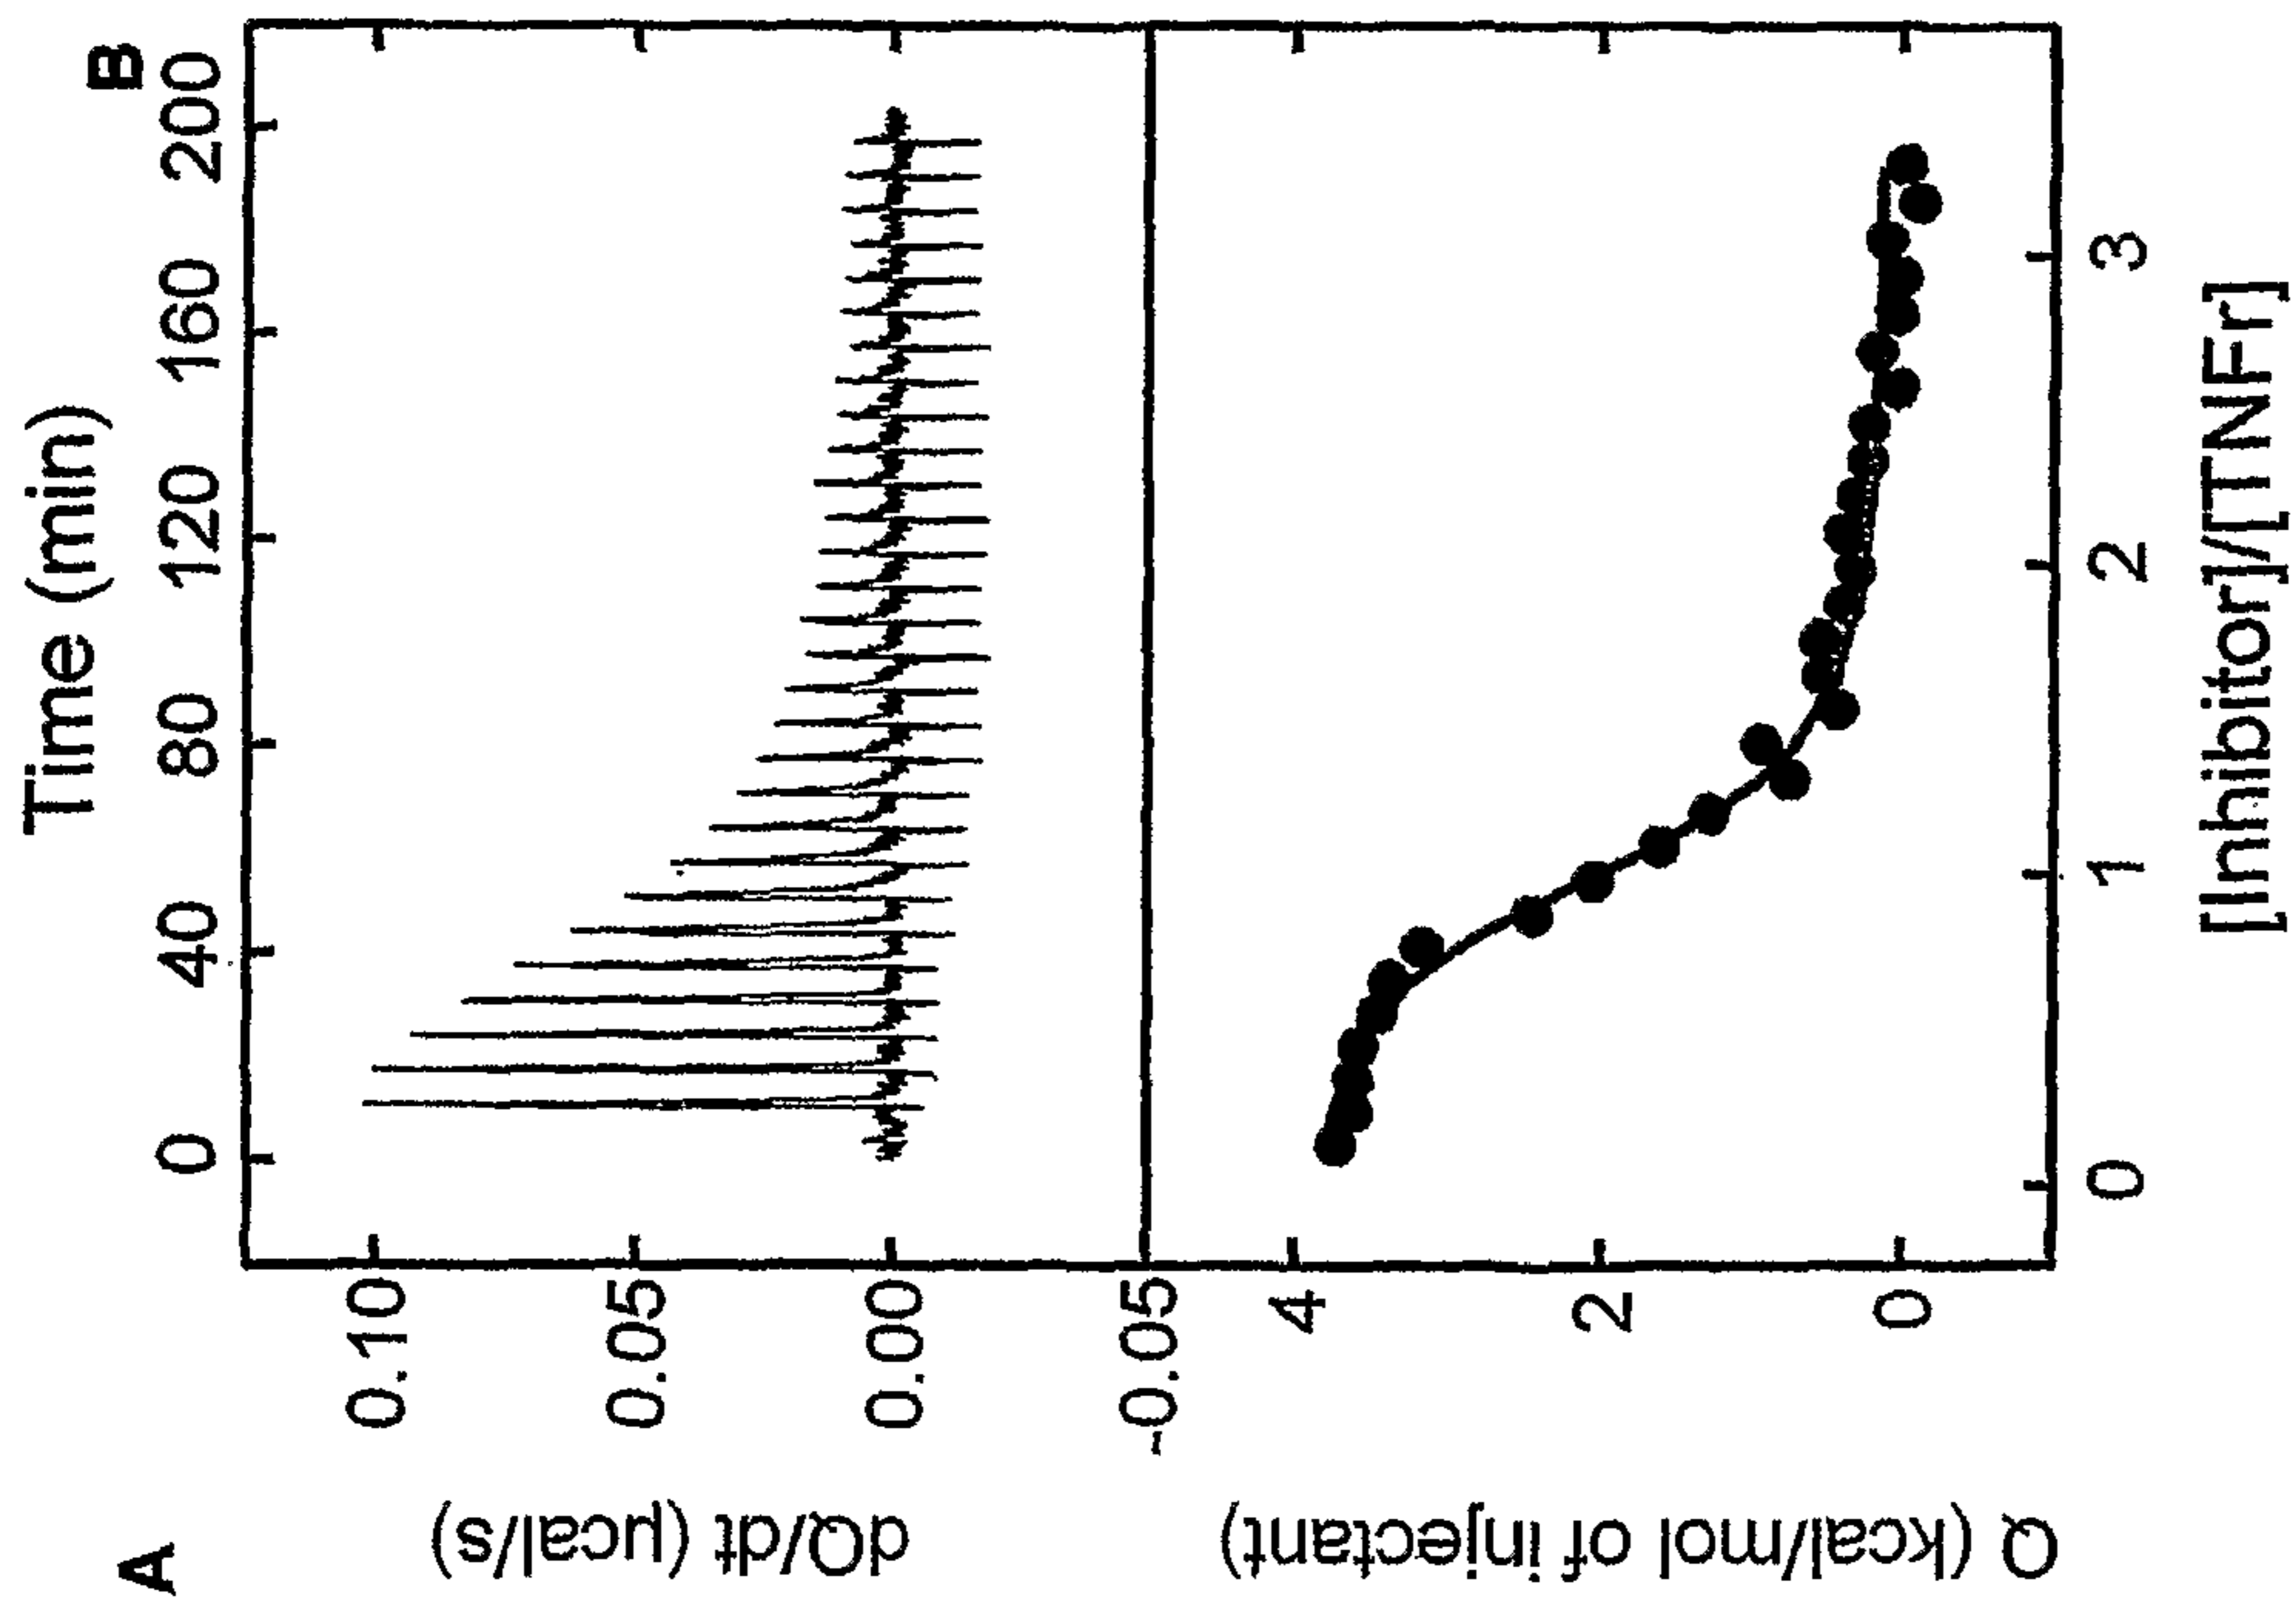 A
B
Time (min)
0 40 80 120 160 200
dQ/dt (µcal/s)
0.10
0.05
0.00
-0.05
Q (kcal/mol of injectant)
4
2
0
0 1 2 3
[Inhibitor]/[TNFr]